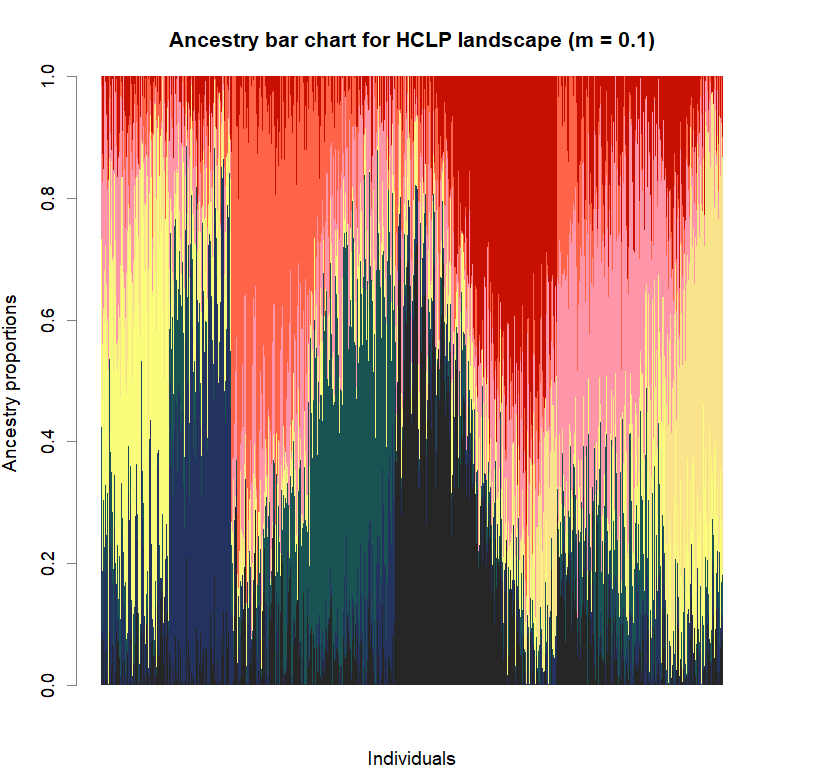 Ancestry bar chart for HCLP landscape (m = 0.1)
1.0
0.8
0.6
0.4
0.2
0.0
Ancestry proportions
Individuals